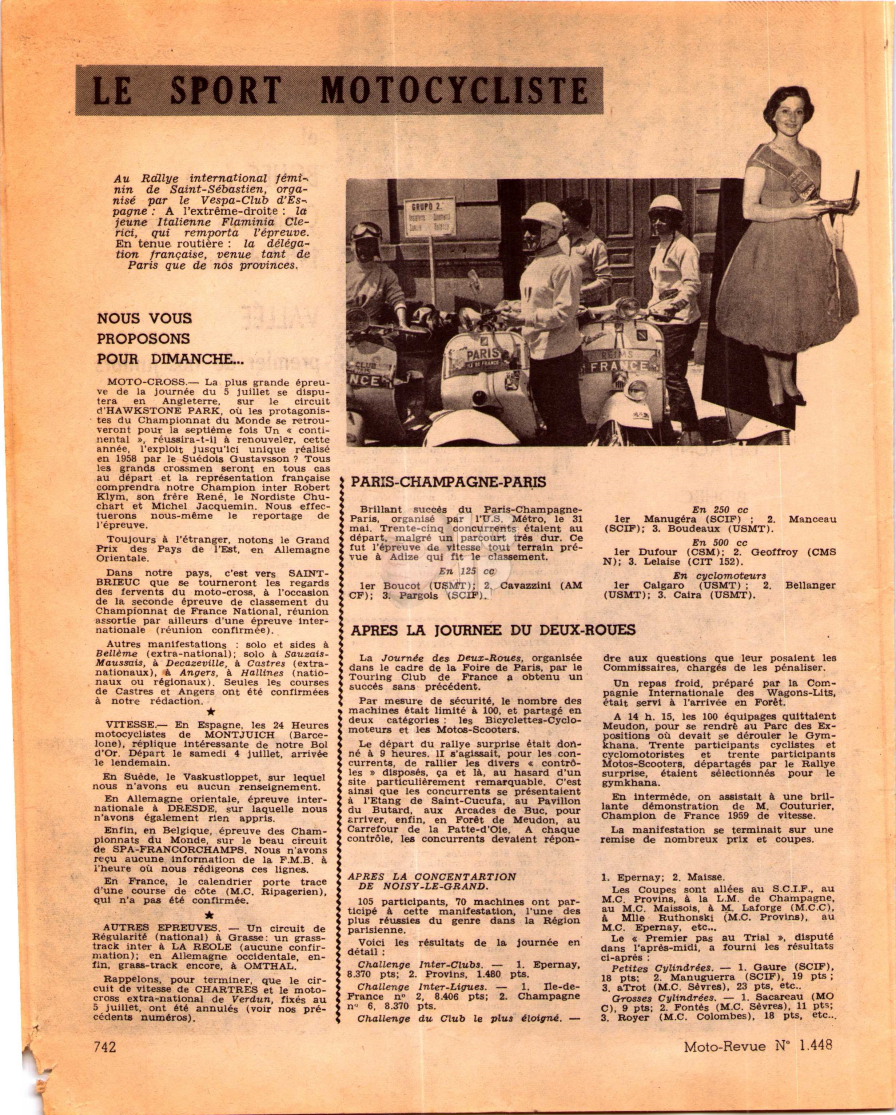 LE SPORT MOTOCYCLISTE
Au Rallye international fémi-
nin de Saint-Sébastien, orga-
nisé par le Vespa-Club d'Es-
pagne : A l'extrême-droite : la
jeune Italienne Flaminia Cle-
rici, qui remporta l'épreuve.
En tenue routière : la déléga-
tion française, venue tant de
Paris que de nos provinces.
GRUPO 2.
PARIS
ILE DE FRANCE
REIMS
FRANCE
CLUB
NCE
NOUS VOUS
PROPOSONS
POUR DIMANCHE...
MOTO-CROSS.— La plus grande épreu-
ve de la journée du 5 juillet se dispu-
tera en Angleterre, sur le circuit
d'HAWKSTONE PARK, où les protagonis-
tes du Championnat du Monde se retrou-
veront pour la septième fois Un « conti-
nental », réussira-t-il à renouveler, cette
année, l'exploit jusqu'ici unique réalisé
en 1958 par le Suédois Gustavsson ? Tous
les grands crossmen seront en tous cas
au départ et la représentation française
comprendra notre Champion inter Robert
Klym, son frère René, le Nordiste Chu-
chart et Michel Jacquemin. Nous effec-
tuerons nous-même le reportage de
l'épreuve.
Toujours à l'étranger, notons le Grand
Prix des Pays de l'Est, en Allemagne
Orientale.
Dans notre pays, c'est vers SAINT-
BRIEUC que se tourneront les regards
des fervents du moto-cross, à l'occasion
de la seconde épreuve de classement du
Championnat de France National, réunion
assortie par ailleurs d'une épreuve inter-
nationale (réunion confirmée).
Autres manifestations : solo et sides à
Bellême (extra-national); solo à Sauzais-
Maussais, à Decazeville, à Castres (extra-
nationaux), à Angers, à Hallines (natio-
naux ou régionaux). Seules les courses
de Castres et Angers ont été confirmées
à notre rédaction.
★
VITESSE.— En Espagne, les 24 Heures
motocyclistes de MONTJUICH (Barce-
lone), réplique intéressante de notre Bol
d'Or. Départ le samedi 4 juillet, arrivée
le lendemain.
En Suéde, le Vaskustloppet, sur lequel
nous n'avons eu aucun renseignement.
En Allemagne orientale, épreuve inter-
nationale à DRESDE, sur laquelle nous
n'avons également rien appris.
Enfin, en Belgique, épreuve des Cham-
pionnats du Monde, sur le beau circuit
de SPA-FRANCORCHAMPS. Nous n'avons
reçu aucune information de la F.M.B. à
l'heure où nous rédigeons ces lignes.
En France, le calendrier porte trace
d'une course de côte (M.C. Ripagerien),
qui n'a pas été confirmée.
★
AUTRES EPREUVES. — Un circuit de
Régularité (national) à Grasse: un grass-
track inter à LA REOLE (aucune confir-
mation); en Allemagne occidentale, en-
fin, grass-track encore, à OMTHAL.
Rappelons, pour terminer, que le cir-
cuit de vitesse de CHARTRES et le moto-
cross extra-national de Verdun, fixés au
5 juillet, ont été annulés (voir nos pré-
cédents numéros).
PARIS-CHAMPAGNE-PARIS
Brillant succés du Paris-Champagne-
Paris, organisé par l'U.S. Métro, le 31
mai. Trente-cinq concurrents étaient au
départ, malgré un parcourt très dur. Ce
fut l'épreuve de vitesse tout terrain pré-
vue à Adize qui fit le classement.
En 125 cc
1er Boucot (USMT); 2. Cavazzini (AM
CF); 3. Pargois (SCIF).
En 250 cc
1er Manugéra (SCIF) ; 2. Manceau
(SCIF); 3. Boudeaux (USMT).
En 500 cc
1er Dufour (CSM); 2. Geoffroy (CMS
N); 3. Lelaise (CIT 152).
En cyclomoteurs
1er Calgaro (USMT) ; 2. Bellanger
(USMT); 3. Caira (USMT).
APRES LA JOURNEE DU DEUX-ROUES
La Journée des Deux-Roues, organisée
dans le cadre de la Foire de Paris, par le
Touring Club de France a obtenu un
succès sans précédent.
Par mesure de sécurité, le nombre des
machines était limité à 100, et partagé en
deux catégories : les Bicyclettes-Cyclo-
moteurs et les Motos-Scooters.
Le départ du rallye surprise était don-
né à 9 heures. Il s'agissait, pour les con-
currents, de rallier les divers « contrô-
les » disposés, ça et là, au hasard d'un
site particulièrement remarquable. C'est
ainsi que les concurrents se présentaient
à l'Etang de Saint-Cucufa, au Pavillon
du Butard, aux Arcades de Buc, pour
arriver, enfin, en Forêt de Meudon, au
Carrefour de la Patte-d'Oie. A chaque
contrôle, les concurrents devaient répon-
dre aux questions que leur posaient les
Commissaires, chargés de les pénaliser.
Un repas froid, préparé par la Com-
pagnie Internationale des Wagons-Lits,
était servi à l'arrivée en Forêt.
A 14 h. 15, les 100 équipages quittaient
Meudon, pour se rendre au Parc des Ex-
positions où devait se dérouler le Gym-
khana. Trente participants cyclistes et
cyclomotoristes et trente participants
Motos-Scooters, départagés par le Rallye
surprise, étaient sélectionnés pour le
gymkhana.
En intermède, on assistait à une bril-
lante démonstration de M. Couturier,
Champion de France 1959 de vitesse.
La manifestation se terminait sur une
remise de nombreux prix et coupes.
APRES LA CONCENTARTION
DE NOISY-LE-GRAND.
105 participants, 70 machines ont par-
ticipé à cette manifestation, l'une des
plus réussies du genre dans la Région
parisienne.
Voici les résultats de la journée en
détail :
Challenge Inter-Clubs. — 1. Epernay,
8.370 pts; 2. Provins, 1.480 pts.
Challenge Inter-Ligues. — 1. Ile-de-
France n° 2, 8.406 pts; 2. Champagne
n° 6, 8.370 pts.
Challenge du Club le plus éloigné. —
1. Epernay; 2. Maisse.
Les Coupes sont allées au S.C.I.F., au
M.C. Provins, à la L.M. de Champagne,
au M.C. Maissois, à M. Laforge (M.C.C),
à Mlle Ruthonski (M.C. Provins), au
M.C. Epernay, etc..
Le « Premier pas au Trial », disputé
dans l'après-midi, a fourni les résultats
ci-après :
Petites Cylindrées. — 1. Gaure (SCIF),
18 pts; 2. Manuguerra (SCIF), 19 pts ;
3. aTrot (M.C. Sèvres), 23 pts, etc..
Grosses Cylindrées. — 1. Sacareau (MO
C), 9 pts; 2. Fontés (M.C. Sèvres), 11 pts;
3. Royer (M.C. Colombes), 18 pts, etc..
742
Moto-Revue N° 1.448